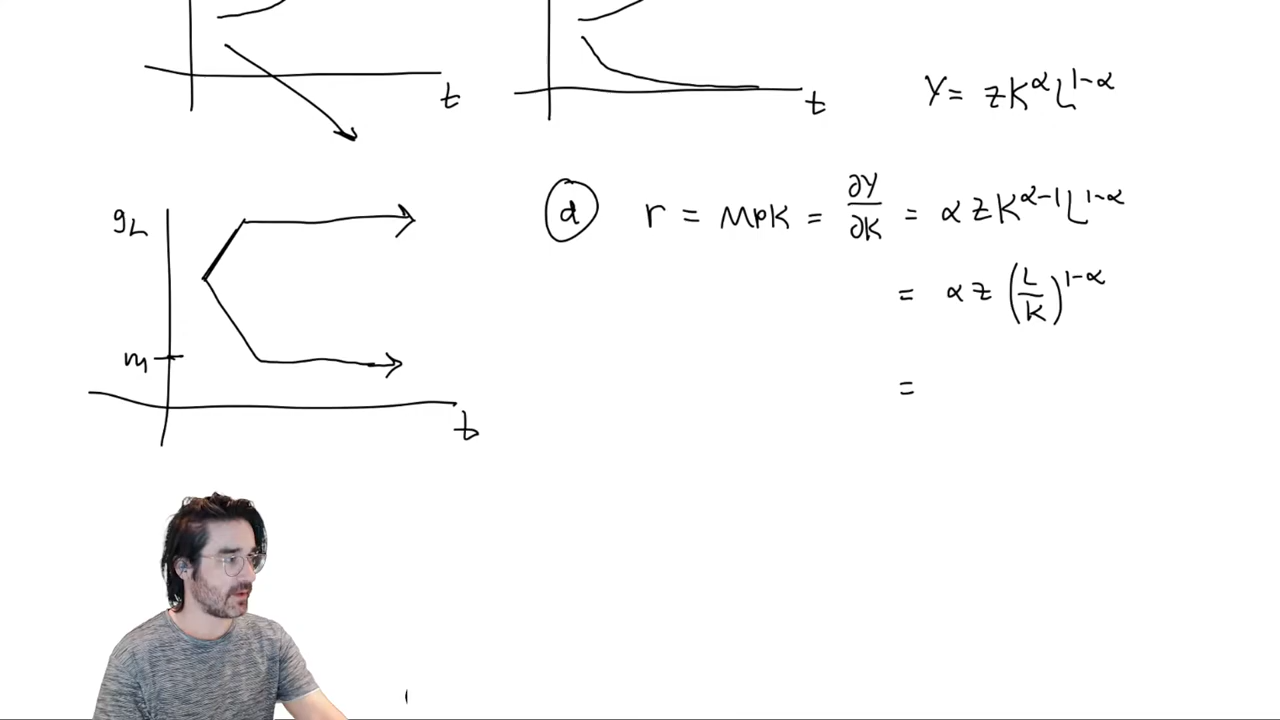 t
t
Y = zK^α L^{1-α}
g_L
m
t
(d) r = MPK = ∂Y/∂K = αzK^{α-1} L^{1-α}
= αz (L/K)^{1-α}
=